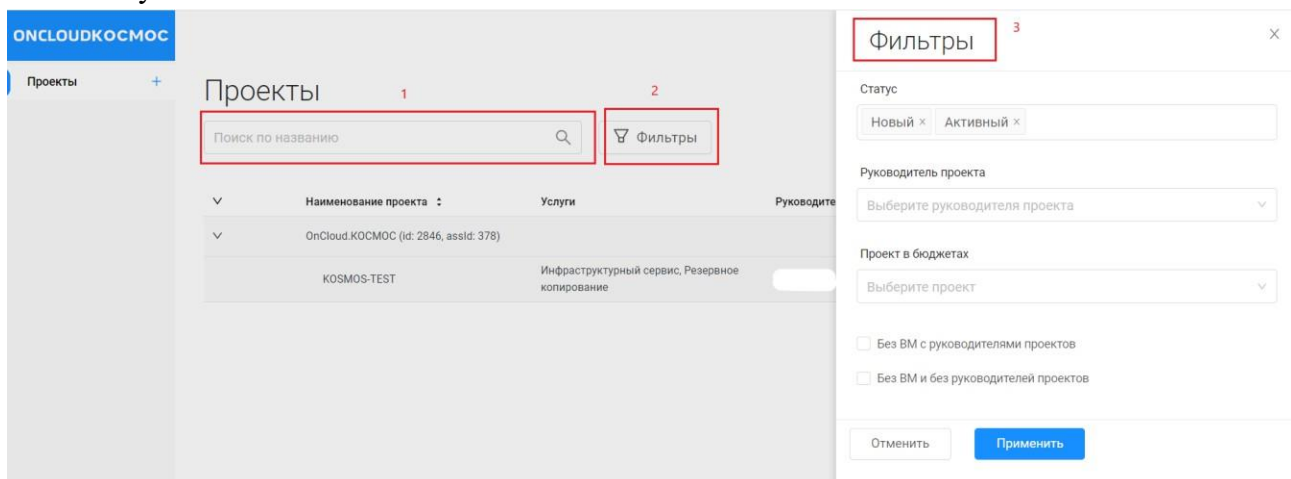 ONCLOUDКОСМОС
Проекты +
Проекты
1
2
Поиск по названию
Фильтры
Наименование проекта
Услуги
Руководите
OnCloud.КОСМОС (id: 2846, assId: 378)
KOSMOS-TEST
Инфраструктурный сервис, Резервное
копирование
Фильтры
3
Статус
Новый ×
Активный ×
Руководитель проекта
Выберите руководителя проекта
Проект в бюджетах
Выберите проект
Без ВМ с руководителями проектов
Без ВМ и без руководителей проектов
Отменить
Применить